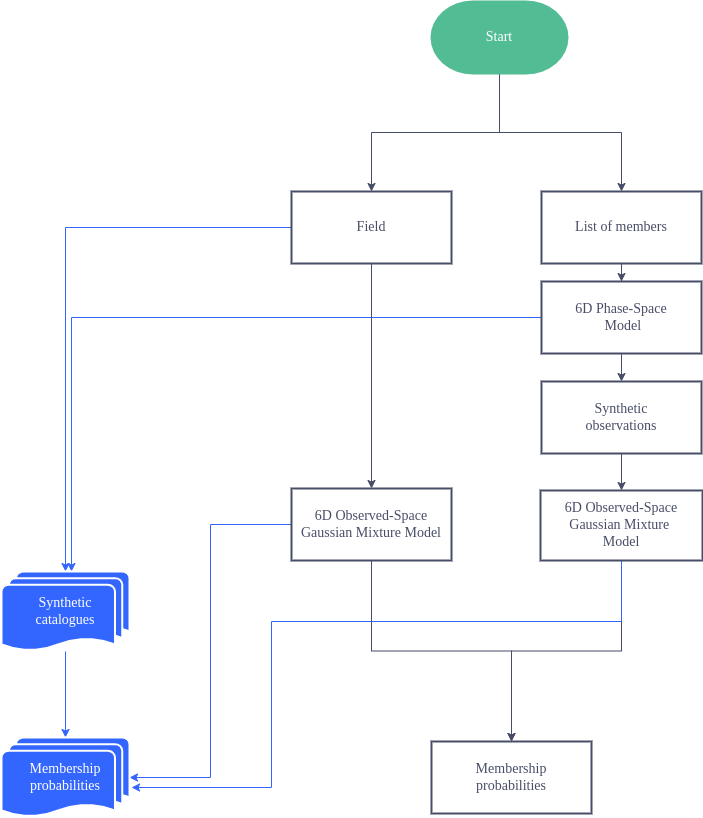 Start
Field
List of members
6D Phase-Space
Model
Synthetic
observations
6D Observed-Space
Gaussian Mixture Model
6D Observed-Space
Gaussian Mixture
Model
Synthetic
catalogues
Membership
probabilities
Membership
probabilities